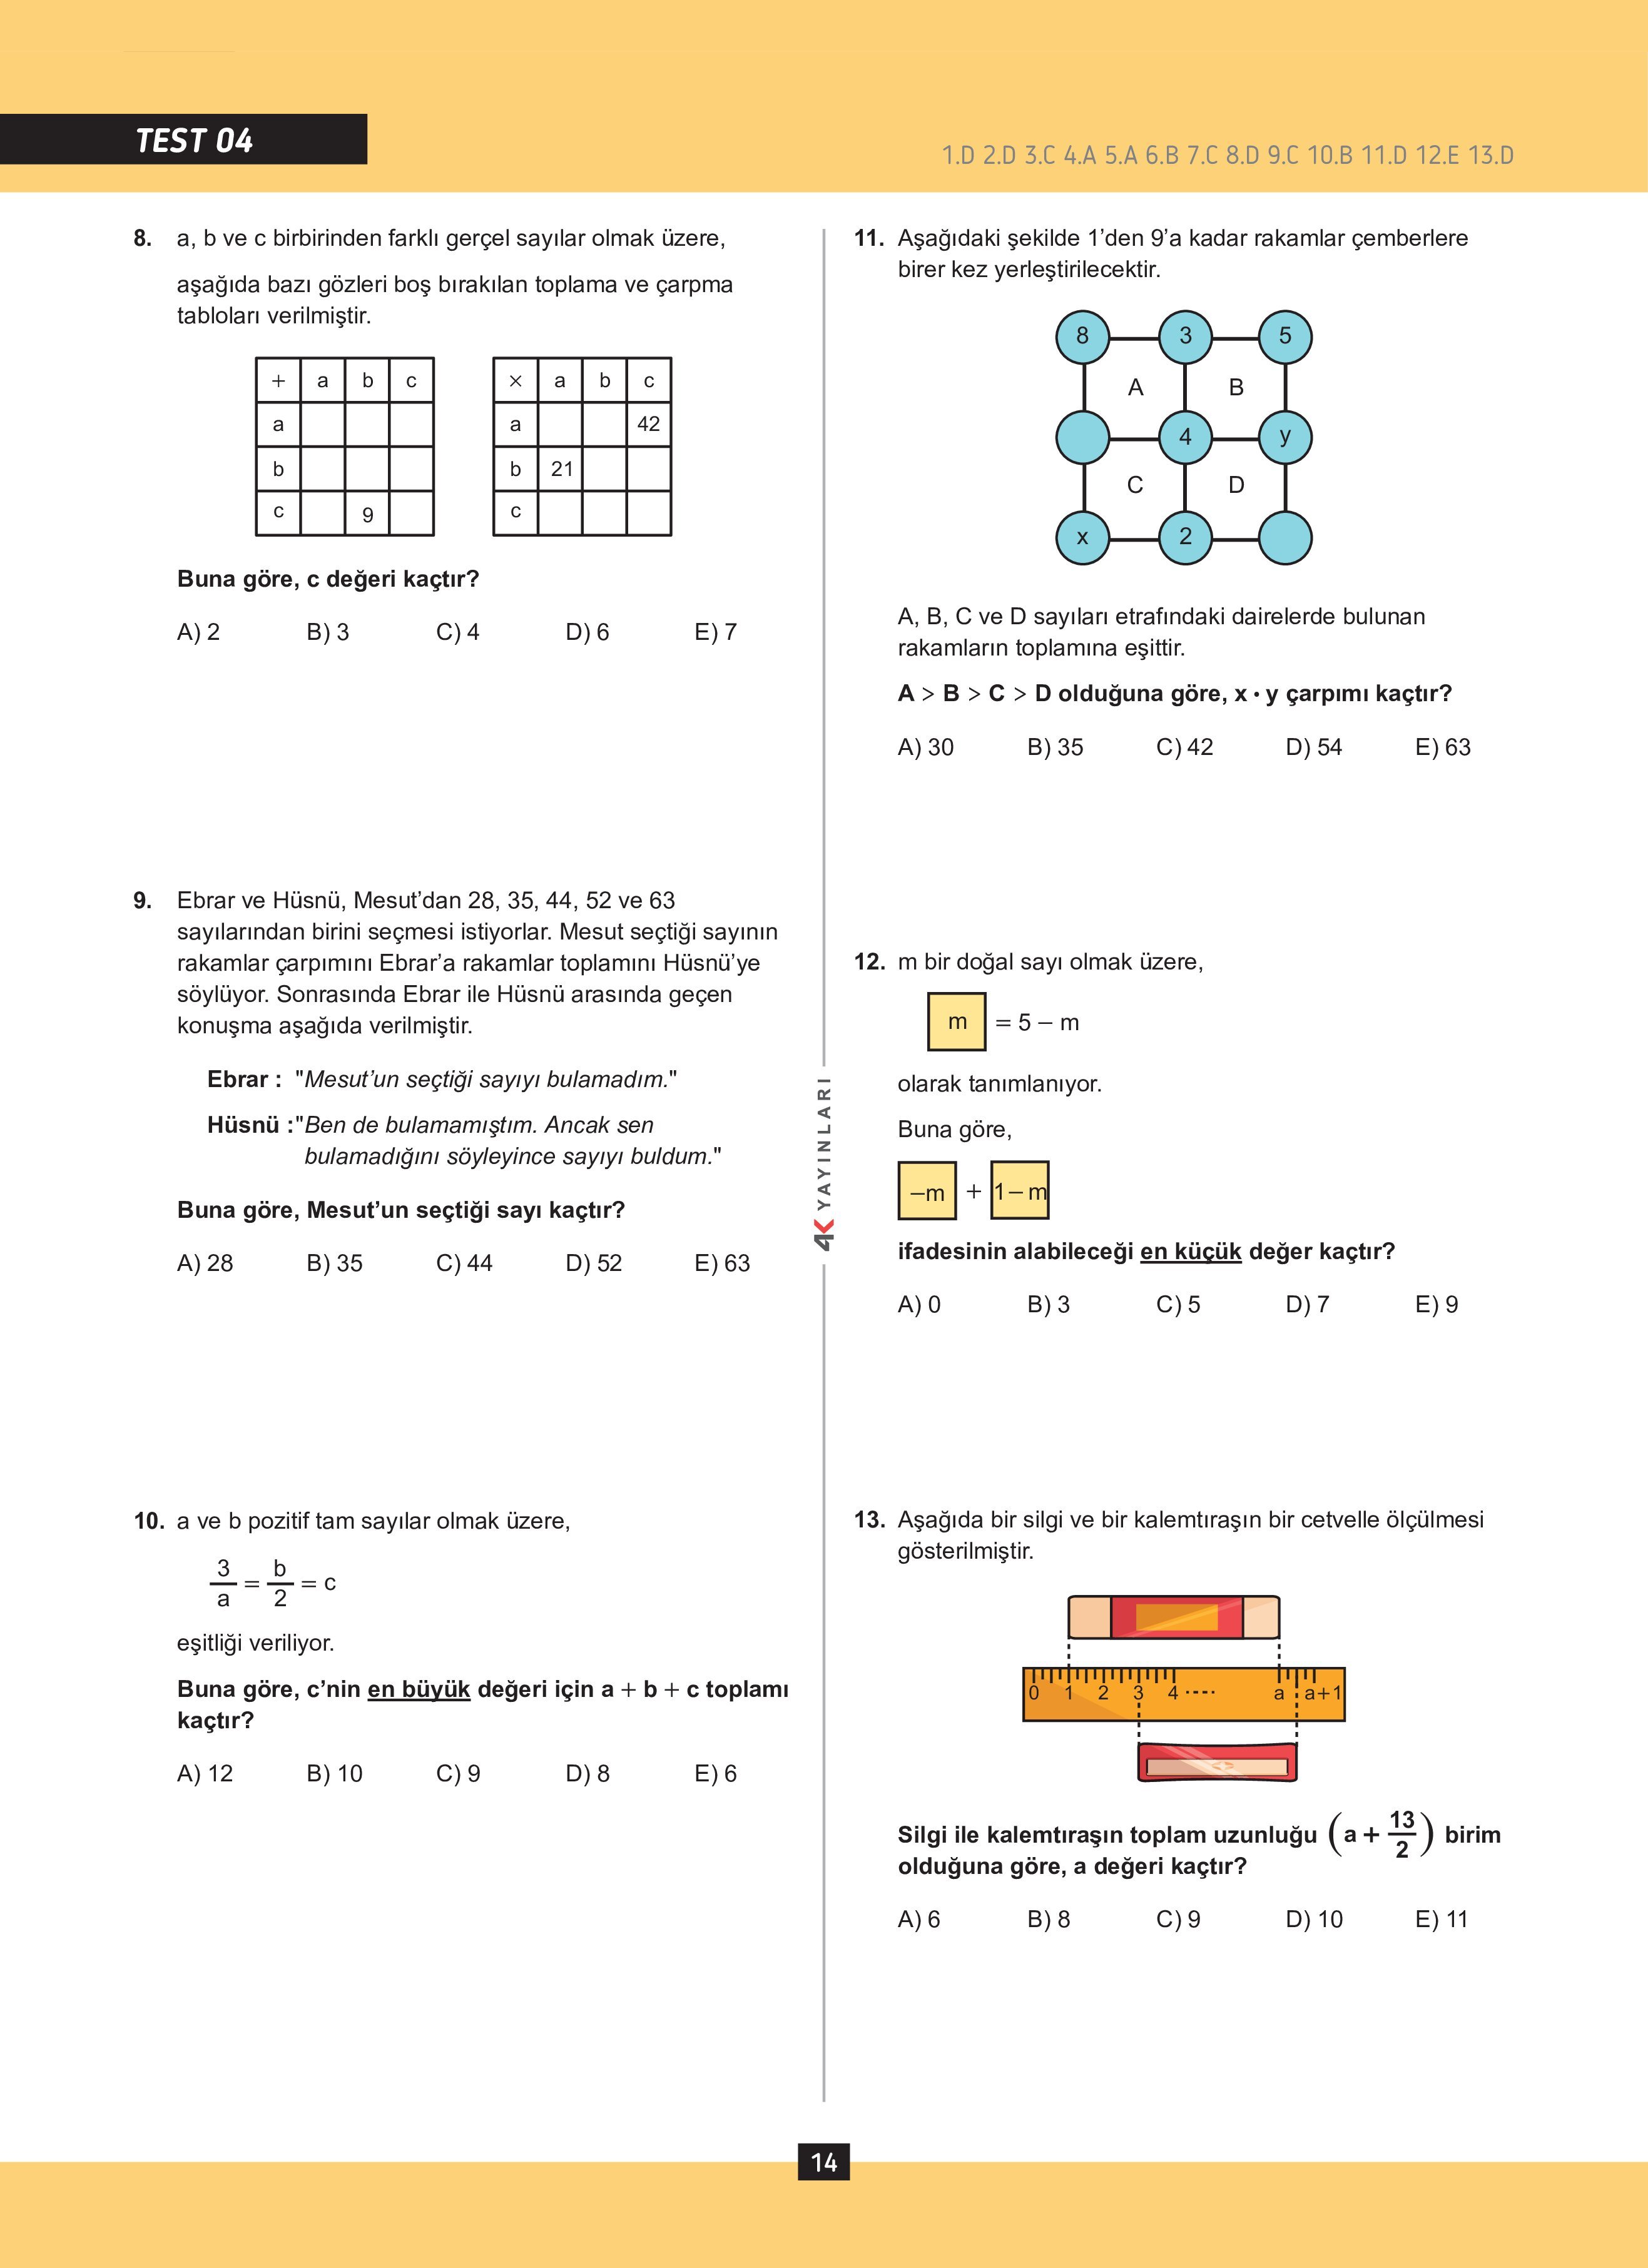 TEST 04
1.D 2.D 3.C 4.A 5.A 6.B 7.C 8.D 9.C 10.B 11.D 12.E 13.D
8. a, b ve c birbirinden farklı gerçel sayılar olmak üzere,
aşağıda bazı gözleri boş bırakılan toplama ve çarpma
tabloları verilmiştir.
+ a b c
a
b
c 9
× a b c
a 42
b 21
c
Buna göre, c değeri kaçtır?
A) 2 B) 3 C) 4 D) 6 E) 7
9. Ebrar ve Hüsnü, Mesut’dan 28, 35, 44, 52 ve 63
sayılarından birini seçmesi istiyorlar. Mesut seçtiği sayının
rakamlar çarpımını Ebrar’a rakamlar toplamını Hüsnü’ye
söylüyor. Sonrasında Ebrar ile Hüsnü arasında geçen
konuşma aşağıda verilmiştir.
Ebrar : "Mesut’un seçtiği sayıyı bulamadım."
Hüsnü :"Ben de bulamamıştım. Ancak sen
bulamadığını söyleyince sayıyı buldum."
Buna göre, Mesut’un seçtiği sayı kaçtır?
A) 28 B) 35 C) 44 D) 52 E) 63
10. a ve b pozitif tam sayılar olmak üzere,
3/a = b/2 = c
eşitliği veriliyor.
Buna göre, c’nin en büyük değeri için a + b + c toplamı
kaçtır?
A) 12 B) 10 C) 9 D) 8 E) 6
4K YAYINLARI
11. Aşağıdaki şekilde 1’den 9’a kadar rakamlar çemberlere
birer kez yerleştirilecektir.
8 3 5
A B
4 y
C D
x 2
A, B, C ve D sayıları etrafındaki dairelerde bulunan
rakamların toplamına eşittir.
A > B > C > D olduğuna göre, x • y çarpımı kaçtır?
A) 30 B) 35 C) 42 D) 54 E) 63
12. m bir doğal sayı olmak üzere,
m = 5 – m
olarak tanımlanıyor.
Buna göre,
–m + 1–m
ifadesinin alabileceği en küçük değer kaçtır?
A) 0 B) 3 C) 5 D) 7 E) 9
13. Aşağıda bir silgi ve bir kalemtıraşın bir cetvelle ölçülmesi
gösterilmiştir.
0 1 2 3 4 ···· a a+1
Silgi ile kalemtıraşın toplam uzunluğu (a + 13/2) birim
olduğuna göre, a değeri kaçtır?
A) 6 B) 8 C) 9 D) 10 E) 11
14